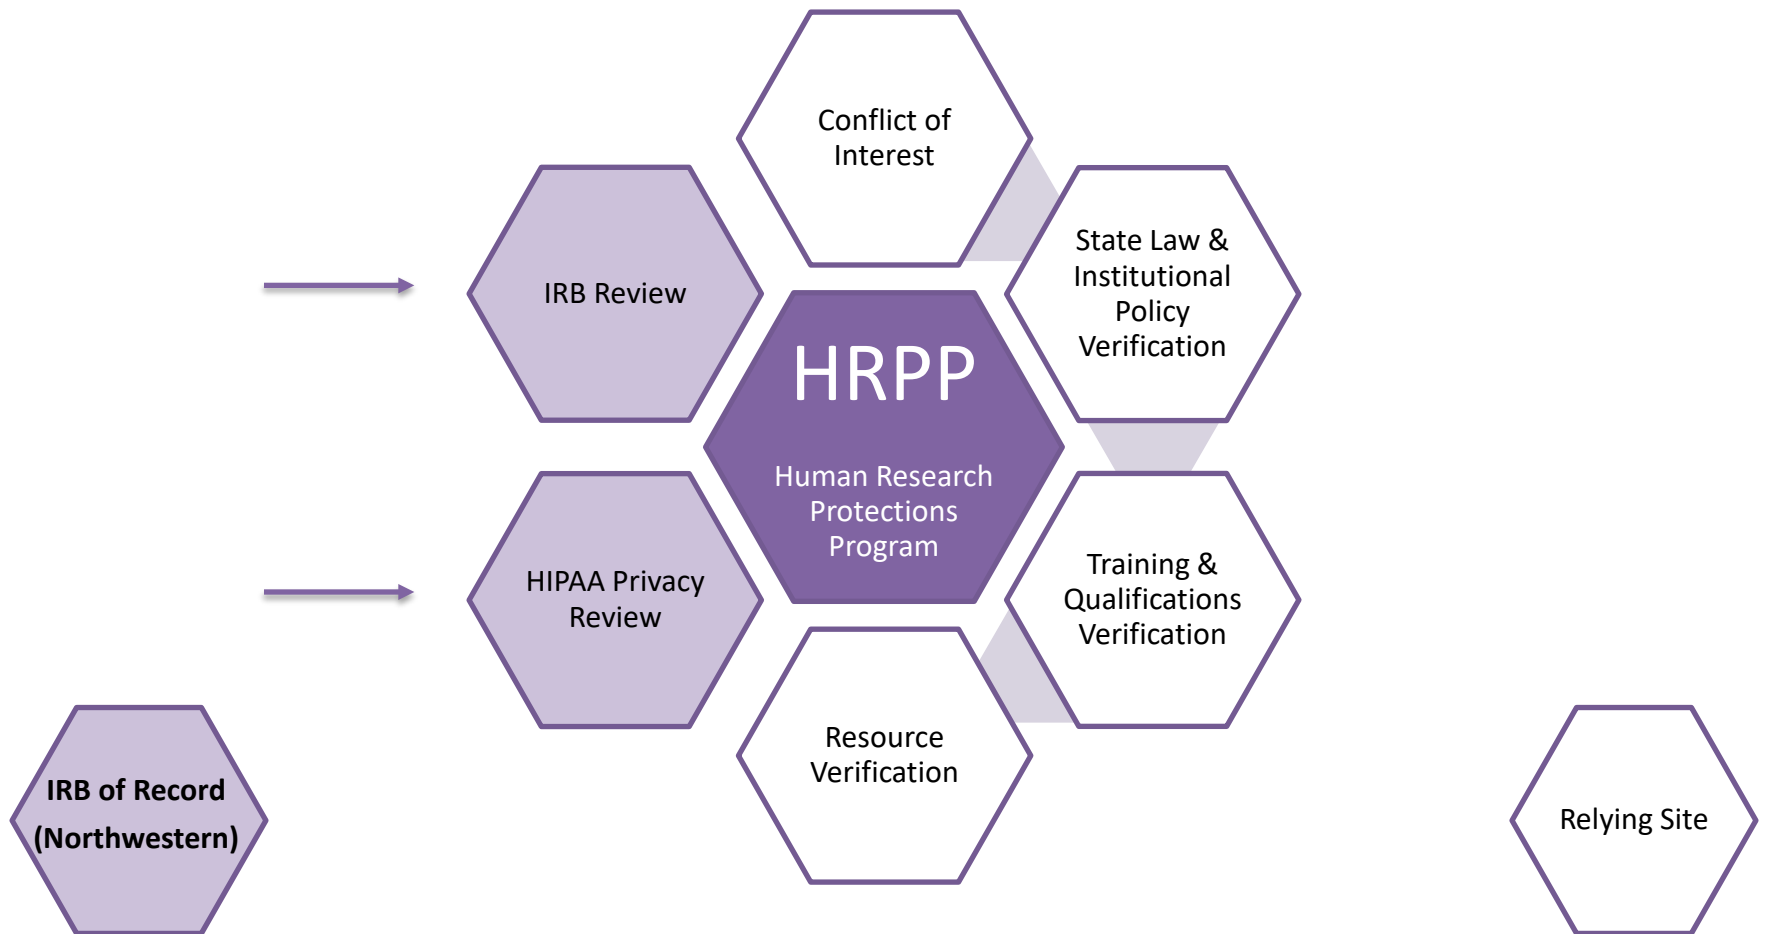 Conflict of
Interest
IRB Review
State Law &
Institutional
Policy
Verification
HRPP
Human Research
Protections
Program
HIPAA Privacy
Review
Training &
Qualifications
Verification
Resource
Verification
IRB of Record
(Northwestern)
Relying Site